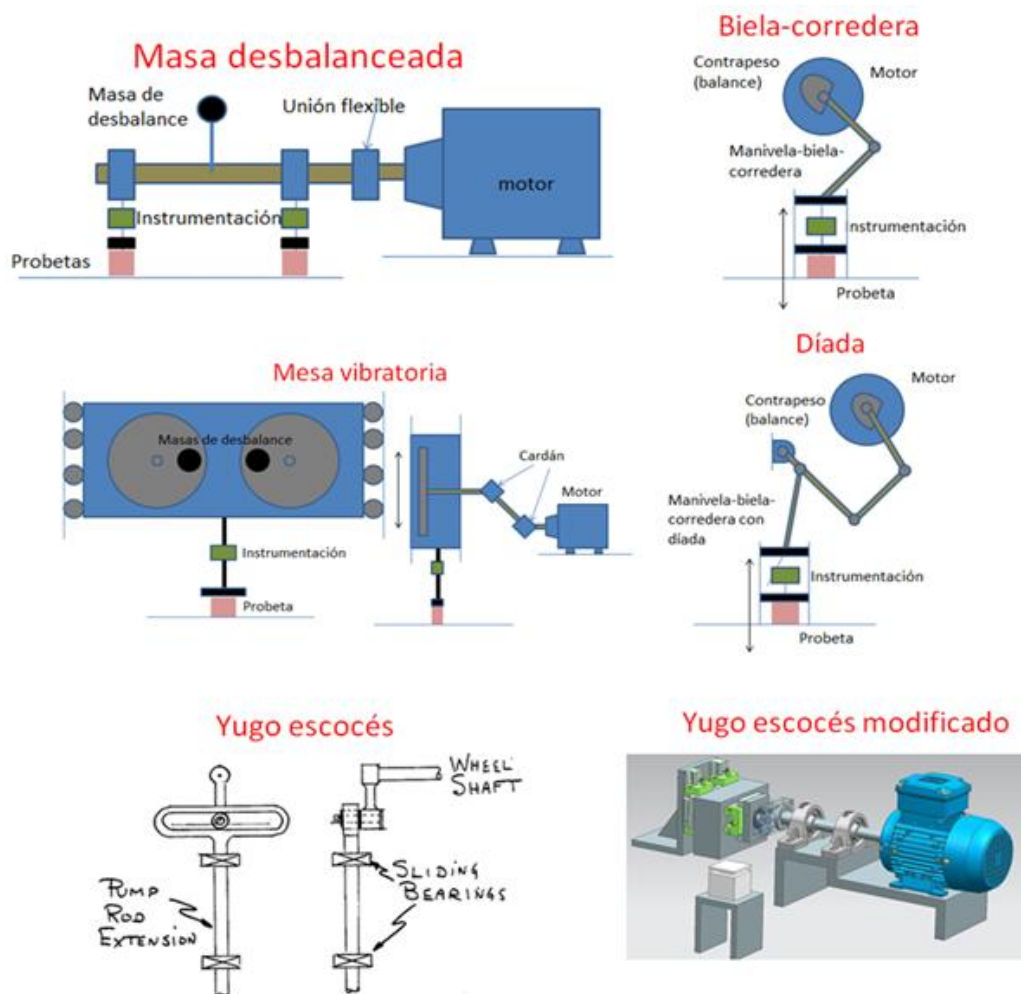 Masa desbalanceada
Masa de
desbalance
Unión flexible
motor
Instrumentación
Probetas
Biela-corredera
Contrapeso
(balance)
Motor
Manivela-biela-
corredera
Instrumentación
Probeta
Mesa vibratoria
Masas de desbalance
Instrumentación
Probeta
Cardán
Motor
Díada
Motor
Contrapeso
(balance)
Manivela-biela-
corredera con
díada
Instrumentación
Probeta
Yugo escocés
WHEEL
SHAFT
SLIDING
BEARINGS
PUMP
ROD
EXTENSION
Yugo escocés modificado